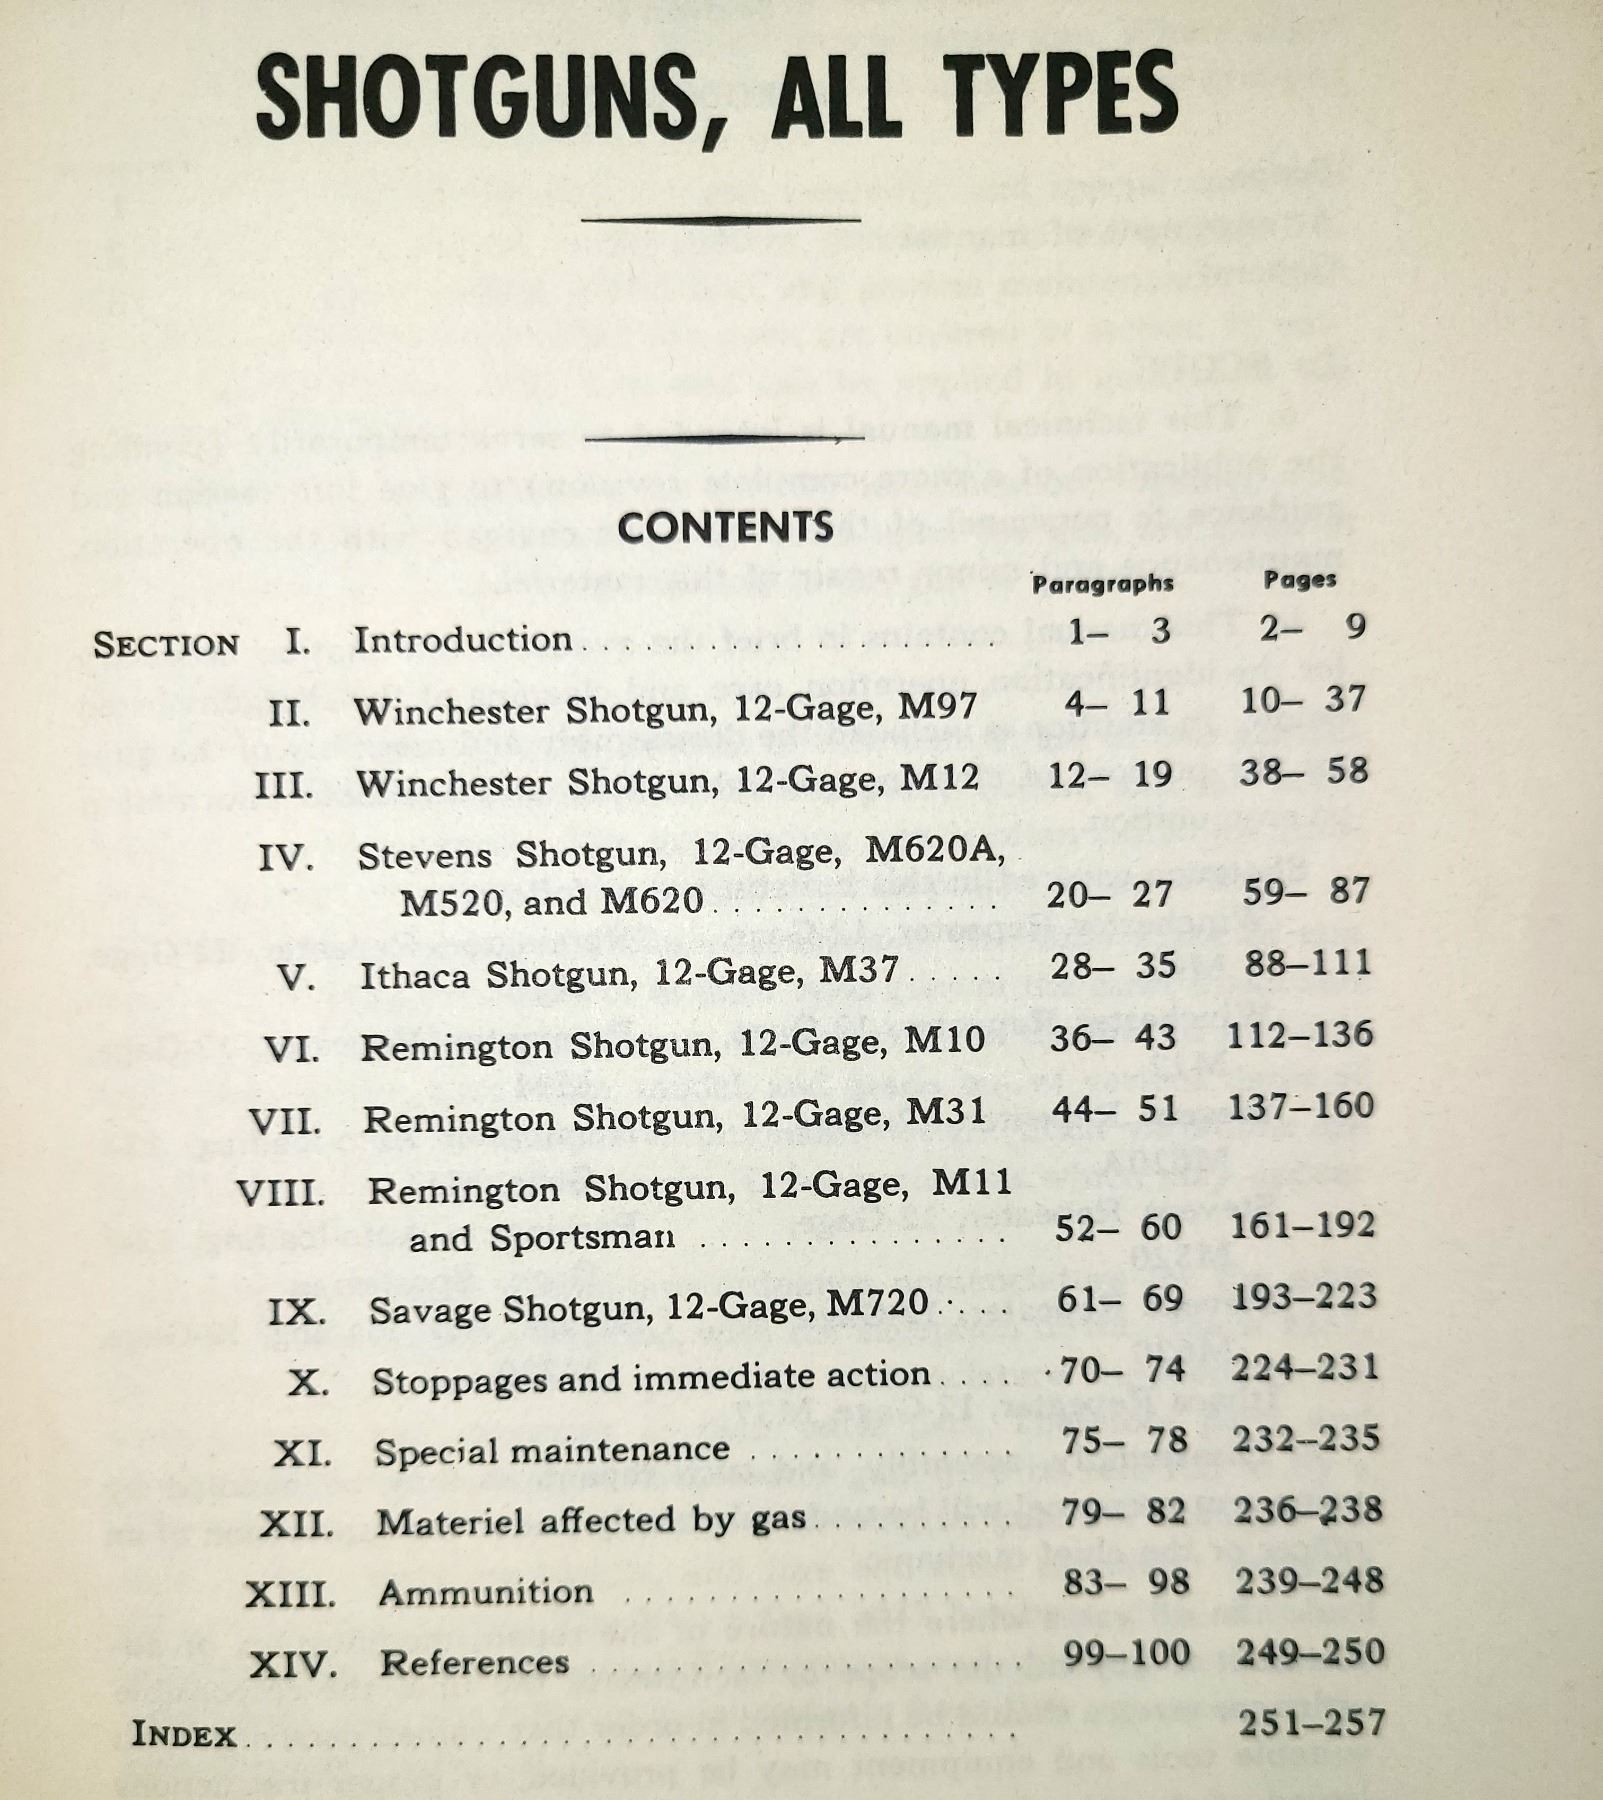 SHOTGUNS, ALL TYPES
CONTENTS
Paragraphs Pages
SECTION I. Introduction.................... 1– 3 2– 9
II. Winchester Shotgun, 12-Gage, M97 4– 11 10– 37
III. Winchester Shotgun, 12-Gage, M12 12– 19 38– 58
IV. Stevens Shotgun, 12-Gage, M620A,
M520, and M620.............. 20– 27 59– 87
V. Ithaca Shotgun, 12-Gage, M37..... 28– 35 88–111
VI. Remington Shotgun, 12-Gage, M10 36– 43 112–136
VII. Remington Shotgun, 12-Gage, M31 44– 51 137–160
VIII. Remington Shotgun, 12-Gage, M11
and Sportsman ............... 52– 60 161–192
IX. Savage Shotgun, 12-Gage, M720.... 61– 69 193–223
X. Stoppages and immediate action.... 70– 74 224–231
XI. Special maintenance ............. 75– 78 232–235
XII. Materiel affected by gas........... 79– 82 236–238
XIII. Ammunition .................. 83– 98 239–248
XIV. References .................... 99–100 249–250
INDEX.................................... 251–257